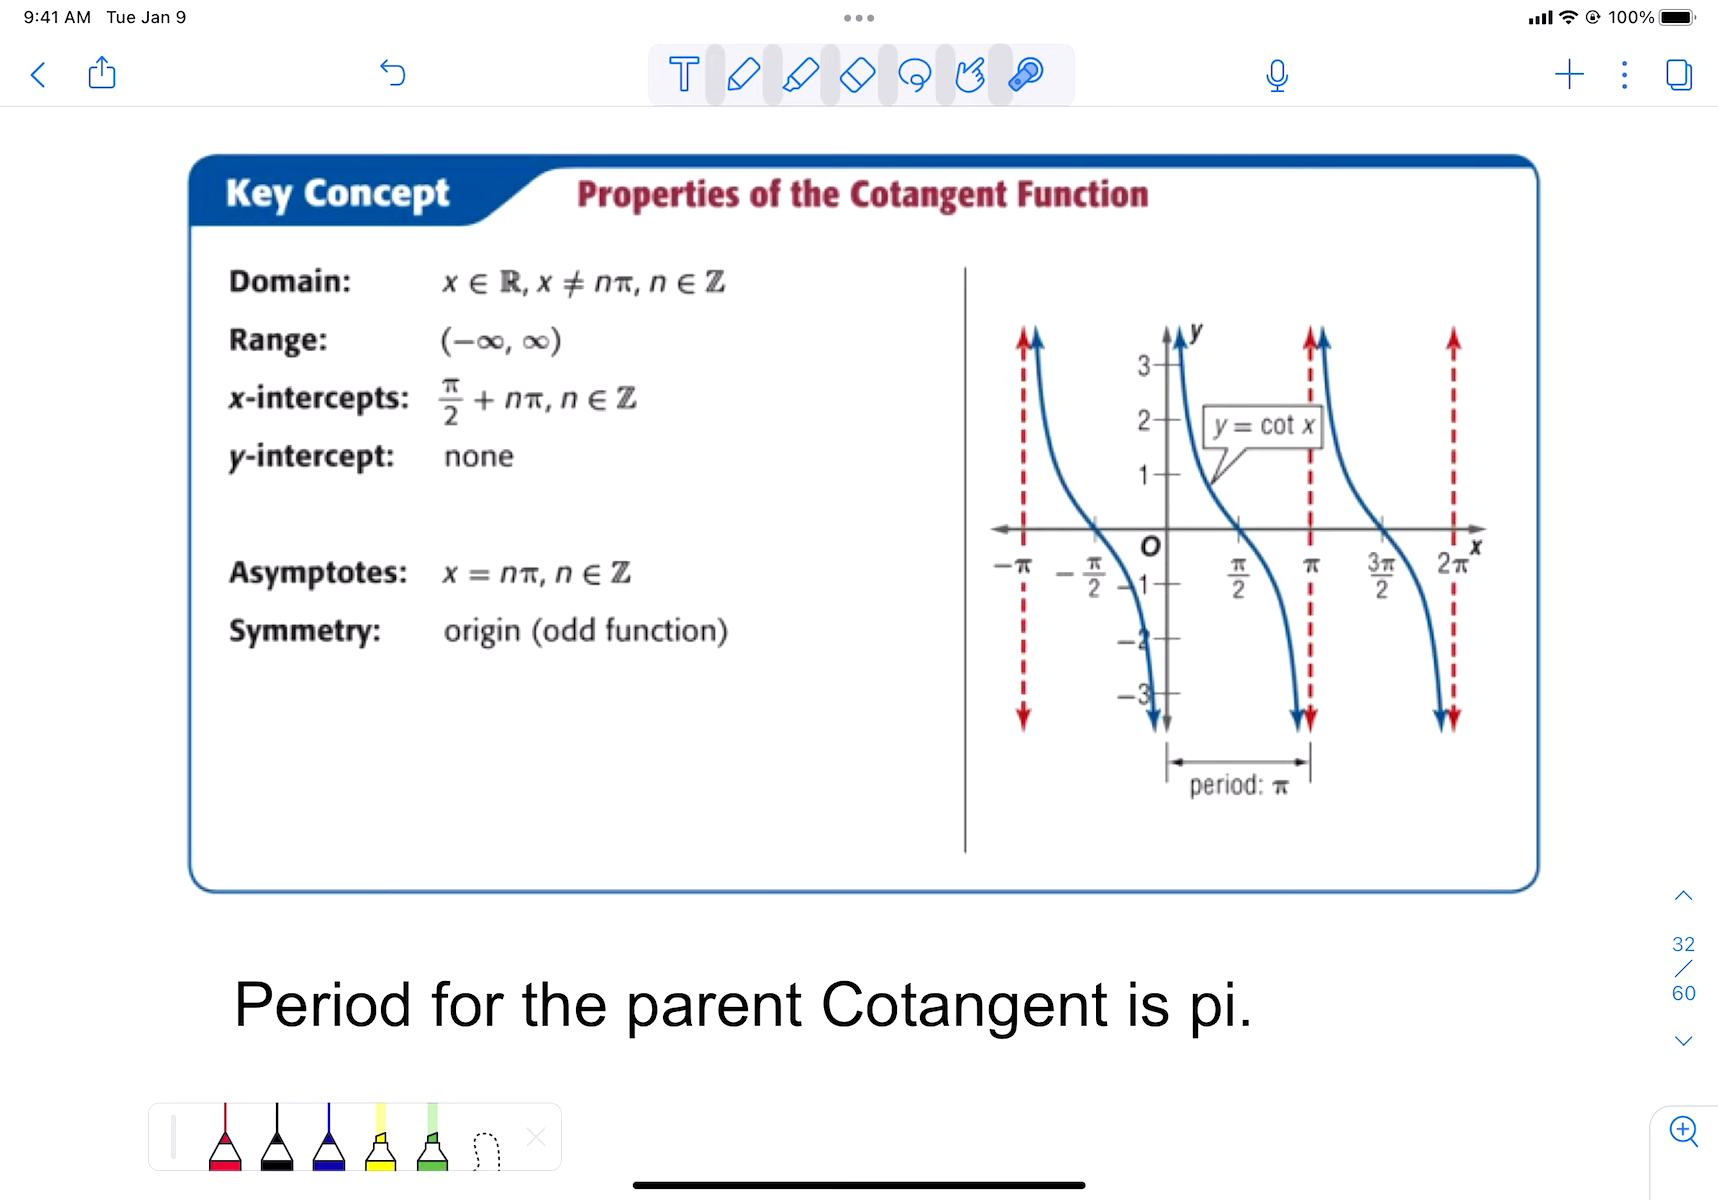 9:41 AM Tue Jan 9
100%
Key Concept
Properties of the Cotangent Function
Domain: x ∈ ℝ, x ≠ nπ, n ∈ ℤ
Range: (−∞, ∞)
x-intercepts: π/2 + nπ, n ∈ ℤ
y-intercept: none
Asymptotes: x = nπ, n ∈ ℤ
Symmetry: origin (odd function)
y
3
2
y = cot x
1
O
x
−π −π/2 −1 π/2 π 3π/2 2π
−2
−3
period: π
Period for the parent Cotangent is pi.
32
/
60